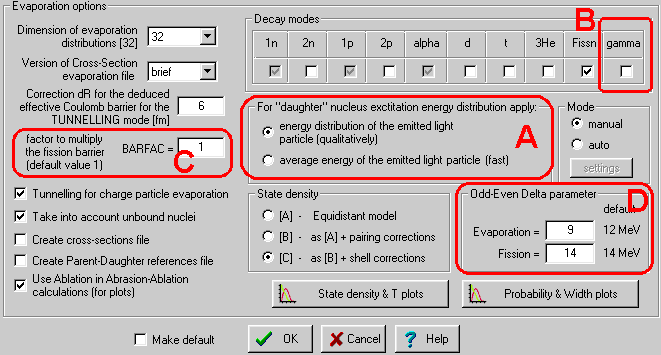 Evaporation options
Dimension of evaporation
distributions [32]
32
Version of Cross-Section
evaporation file
brief
Correction dR for the deduced
effective Coulomb barrier for the
TUNNELLING mode [fm]
6
factor to multiply
the fission barrier
(default value 1)
BARFAC =
1
C
Tunnelling for charge particle evaporation
Take into account unbound nuclei
Create cross-sections file
Create Parent-Daughter references file
Use Ablation in Abrasion-Ablation
calculations (for plots)
Decay modes
B
1n 2n 1p 2p alpha d t 3He Fissn gamma
For "daughter" nucleus exctitation energy distribution apply:
energy distribution of the emitted light
particle (qualitatively)
average energy of the emitted light particle (fast)
A
Mode
manual
auto
settings
State density
[A] - Equidistant model
[B] - as [A] + pairing corrections
[C] - as [B] + shell corrections
Odd-Even Delta parameter
D
default
Evaporation = 9 12 MeV
Fission = 14 14 MeV
State density & T plots
Probability & Width plots
Make default
OK
Cancel
? Help